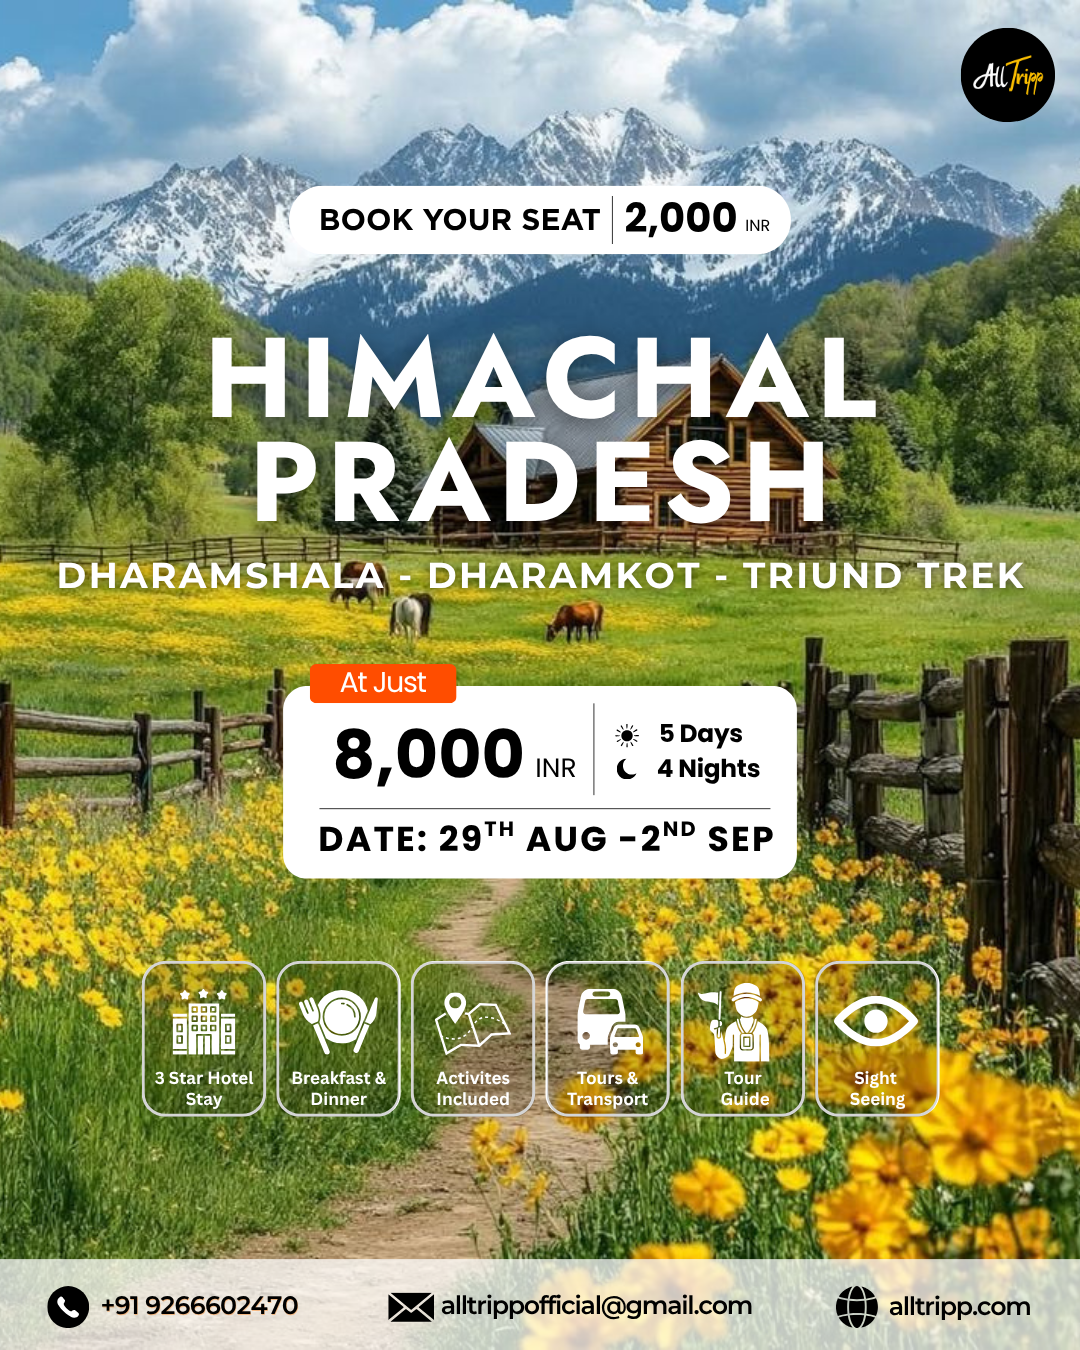 All Tripp
BOOK YOUR SEAT 2,000 INR
HIMACHAL
PRADESH
DHARAMSHALA - DHARAMKOT - TRIUND TREK
At Just
8,000 INR
5 Days
4 Nights
DATE: 29TH AUG -2ND SEP
3 Star Hotel
Stay
Breakfast &
Dinner
Activites
Included
Tours &
Transport
Tour
Guide
Sight
Seeing
+91 9266602470
alltrippofficial@gmail.com
alltripp.com